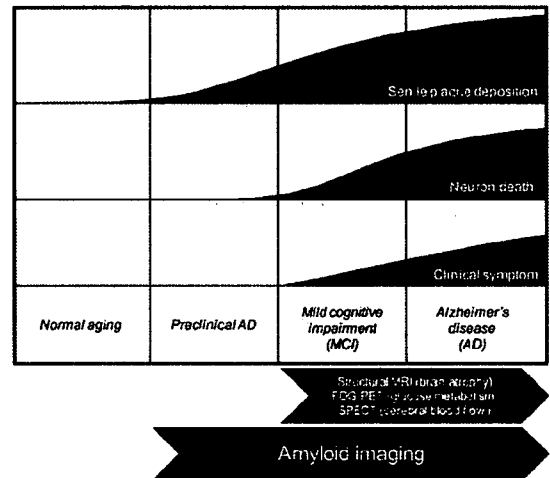 Senile plaque deposition
Neuron death
Clinical symptom
Normal aging
Preclinical AD
Mild cognitive
impairment
(MCI)
Alzheimer's
disease
(AD)
Structural MRI (brain atrophy)
FDG-PET (glucose metabolism)
SPECT (cerebral blood flow)
Amyloid imaging